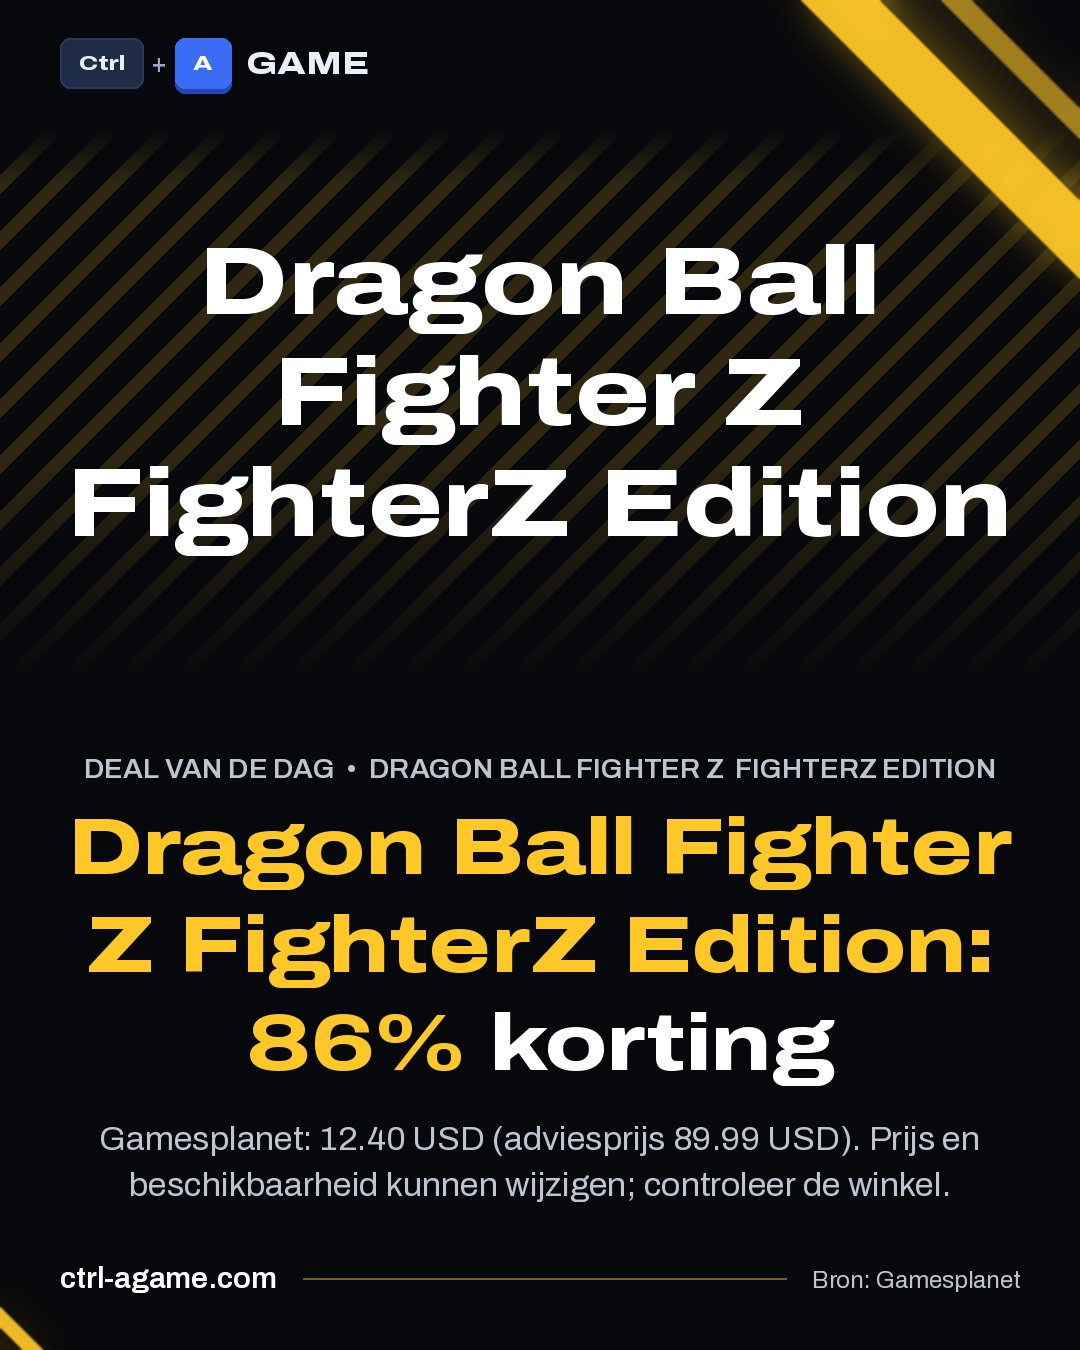 Ctrl + A GAME
Dragon Ball
Fighter Z
FighterZ Edition
DEAL VAN DE DAG • DRAGON BALL FIGHTER Z FIGHTERZ EDITION
Dragon Ball Fighter
Z FighterZ Edition:
86% korting
Gamesplanet: 12.40 USD (adviesprijs 89.99 USD). Prijs en
beschikbaarheid kunnen wijzigen; controleer de winkel.
ctrl-agame.com
Bron: Gamesplanet